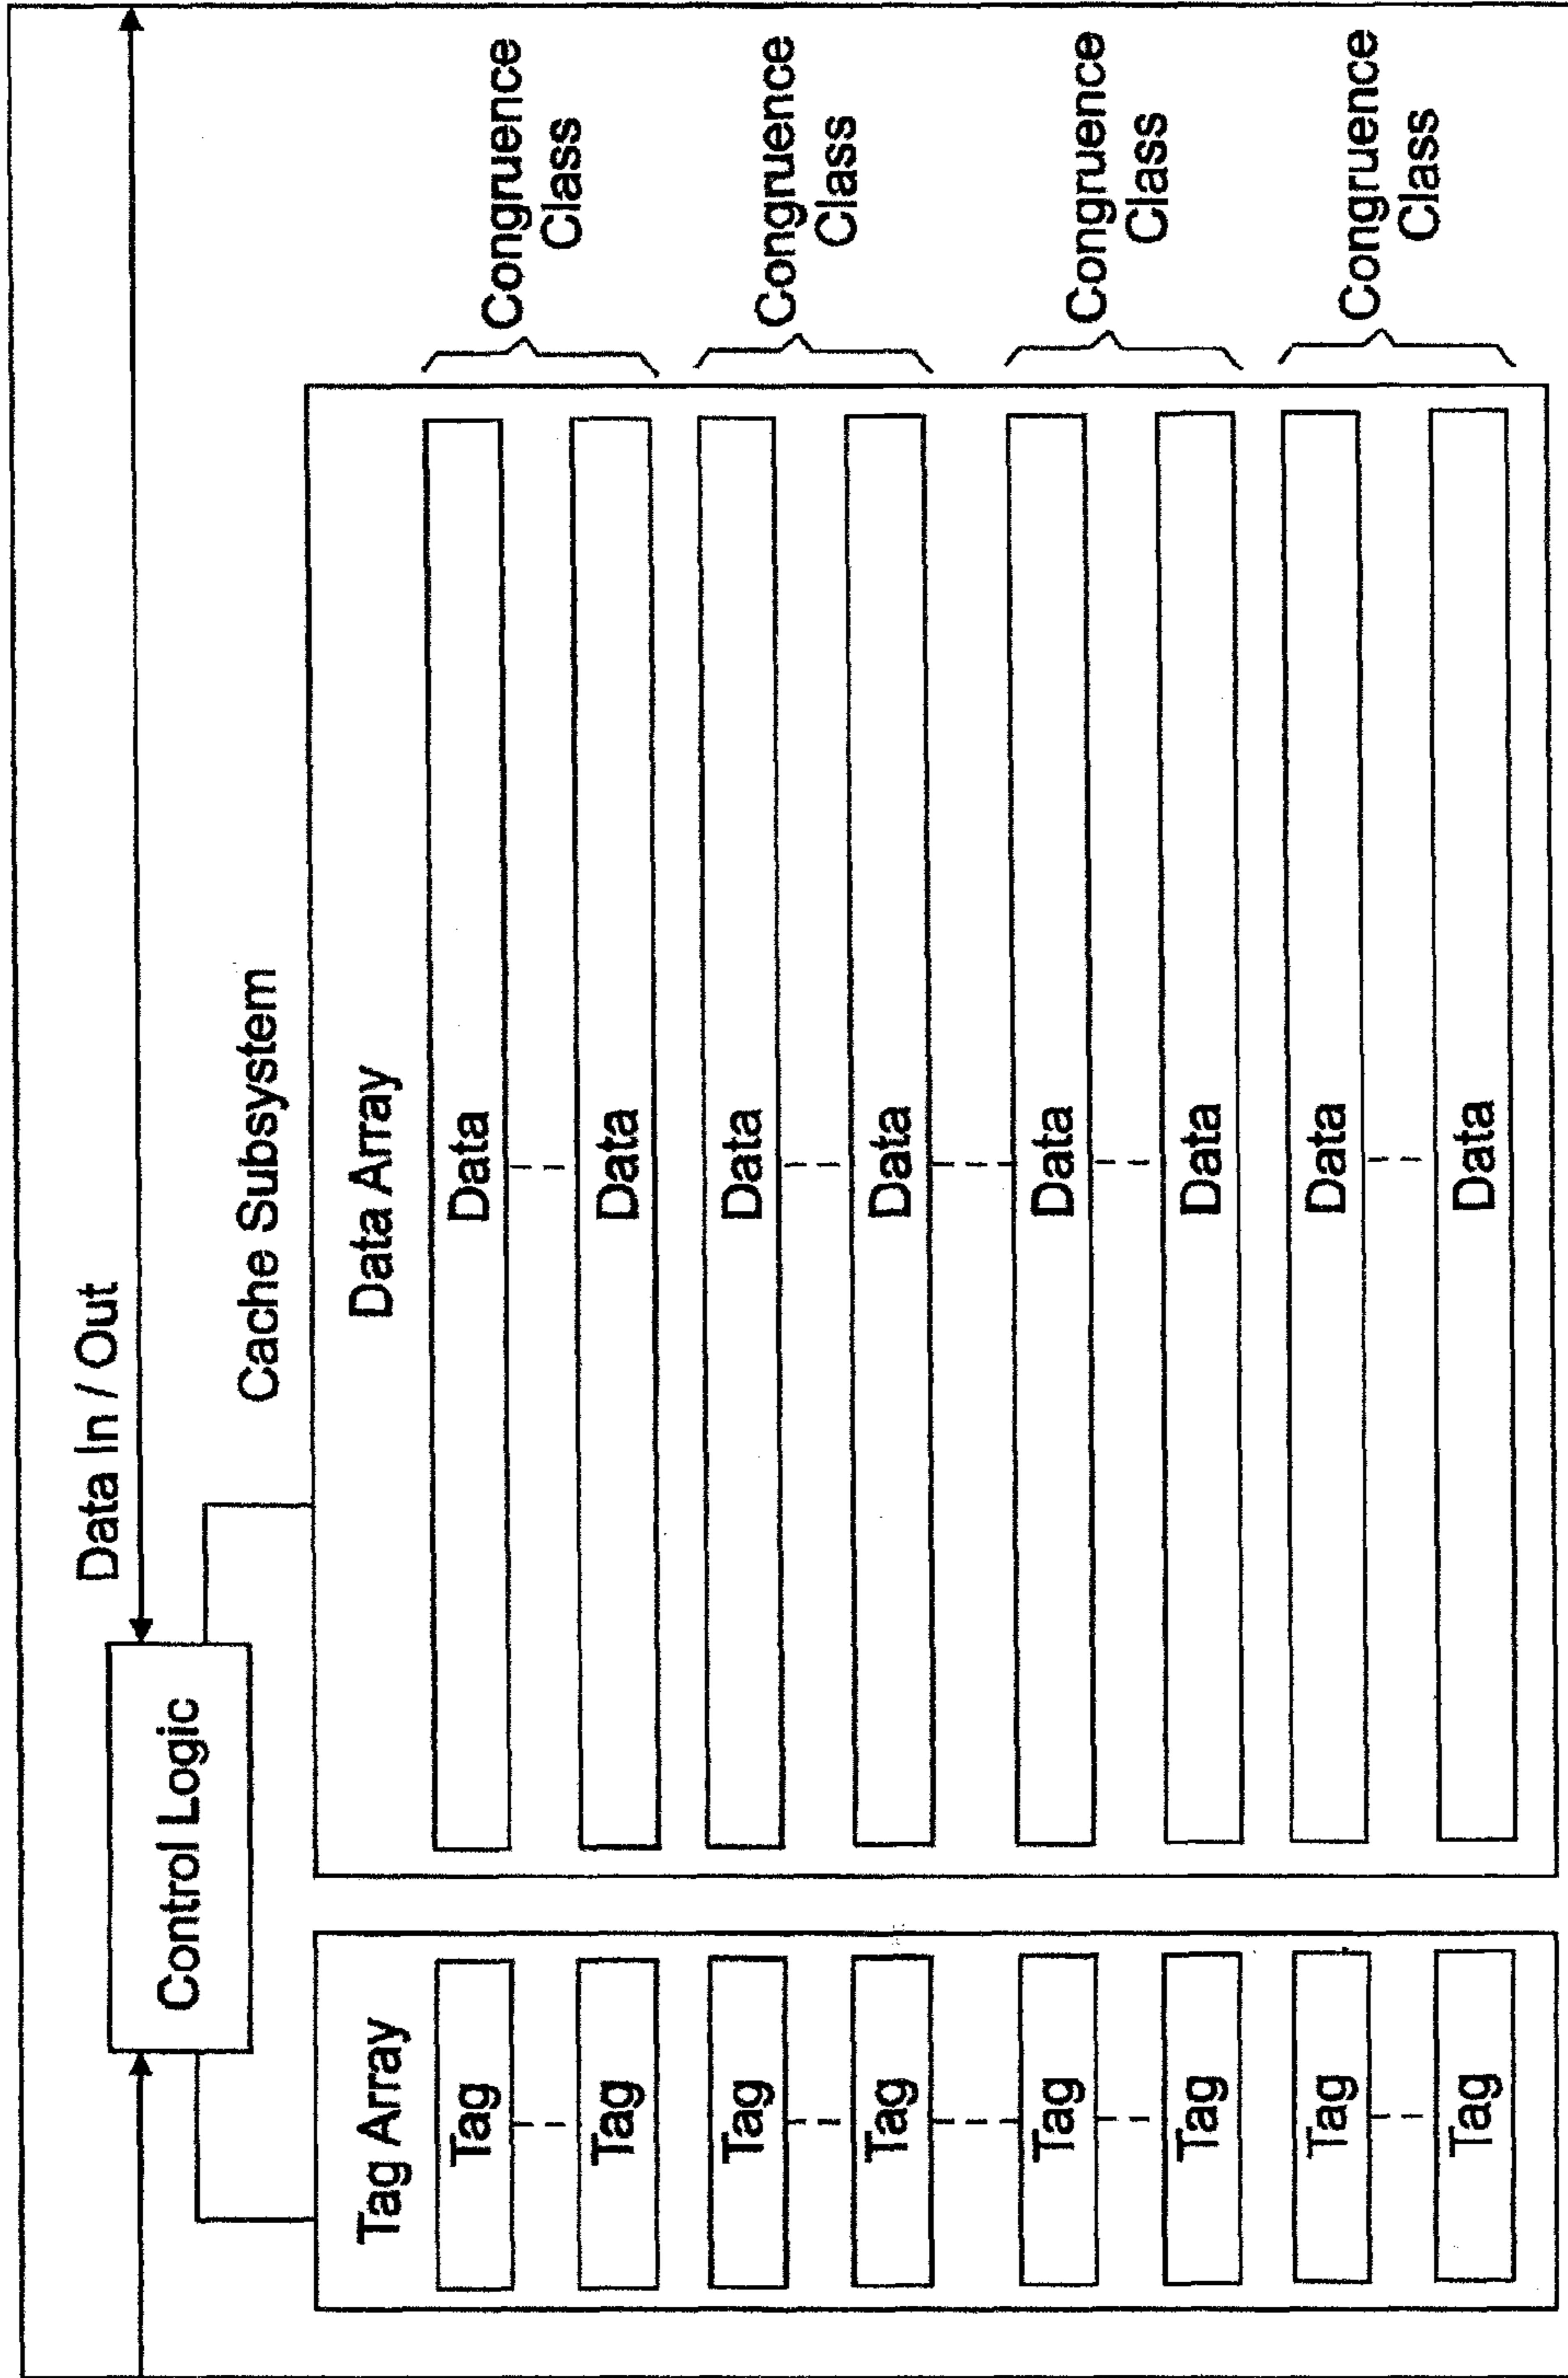 Data In / Out
Control Logic
Cache Subsystem
Tag Array
Data Array
Tag
Data
Congruence
Class
Tag
Data
Tag
Data
Congruence
Class
Tag
Data
Tag
Data
Congruence
Class
Tag
Data
Tag
Data
Congruence
Class
Tag
Data